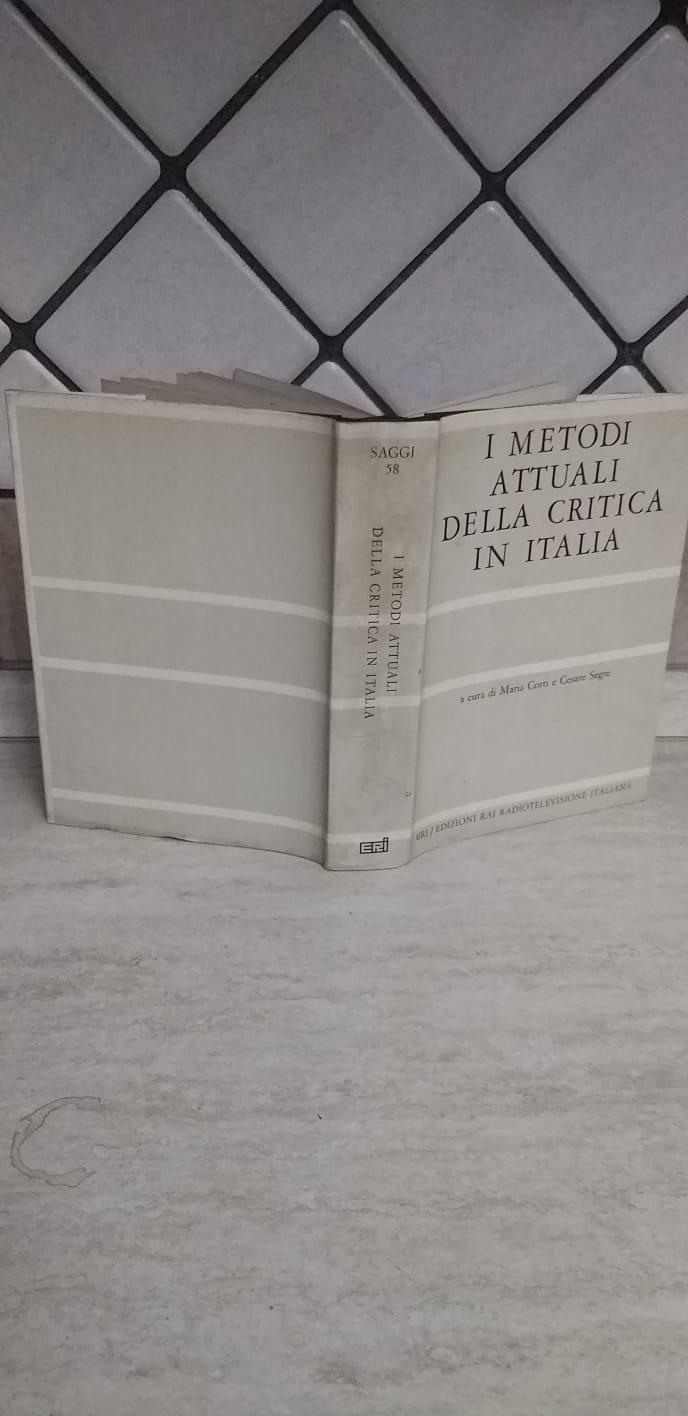 SAGGI
58
I METODI ATTUALI
DELLA CRITICA IN ITALIA
ERI
I METODI
ATTUALI
DELLA CRITICA
IN ITALIA
a cura di Maria Corti e Cesare Segre
ERI / EDIZIONI RAI RADIOTELEVISIONE ITALIANA